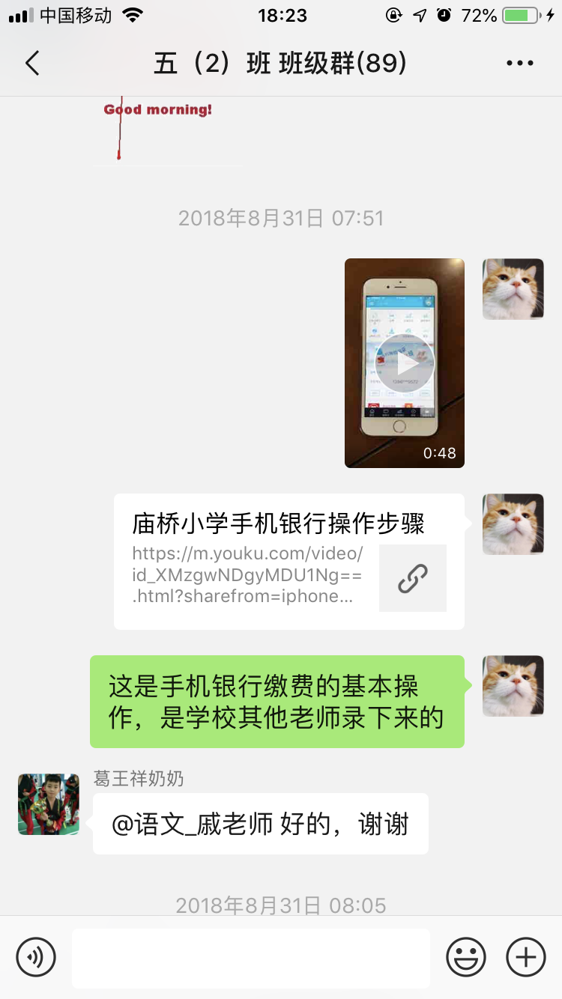 中国移动
18:23
72%
五（2）班 班级群(89)
Good morning!
2018年8月31日 07:51
0:48
庙桥小学手机银行操作步骤
https://m.youku.com/video/
id_XMzgwNDgyMDU1Ng==
.html?sharefrom=iphone...
这是手机银行缴费的基本操
作，是学校其他老师录下来的
葛王祥奶奶
@语文_戚老师 好的，谢谢
2018年8月31日 08:05